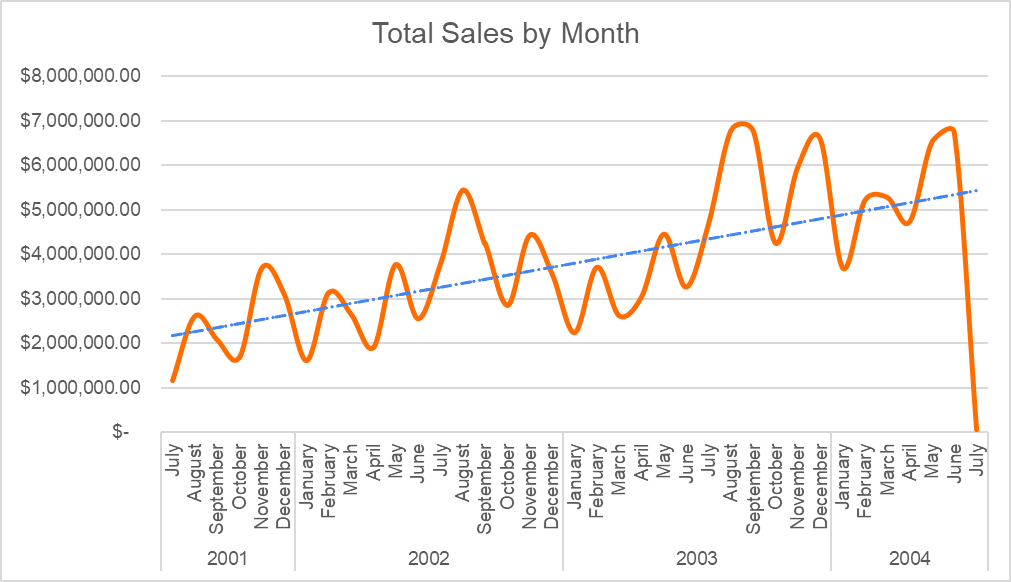 Total Sales by Month
$8,000,000.00
$7,000,000.00
$6,000,000.00
$5,000,000.00
$4,000,000.00
$3,000,000.00
$2,000,000.00
$1,000,000.00
$-
July
August
September
October
November
December
January
February
March
April
May
June
July
August
September
October
November
December
January
February
March
April
May
June
July
August
September
October
November
December
January
February
March
April
May
June
July
2001
2002
2003
2004